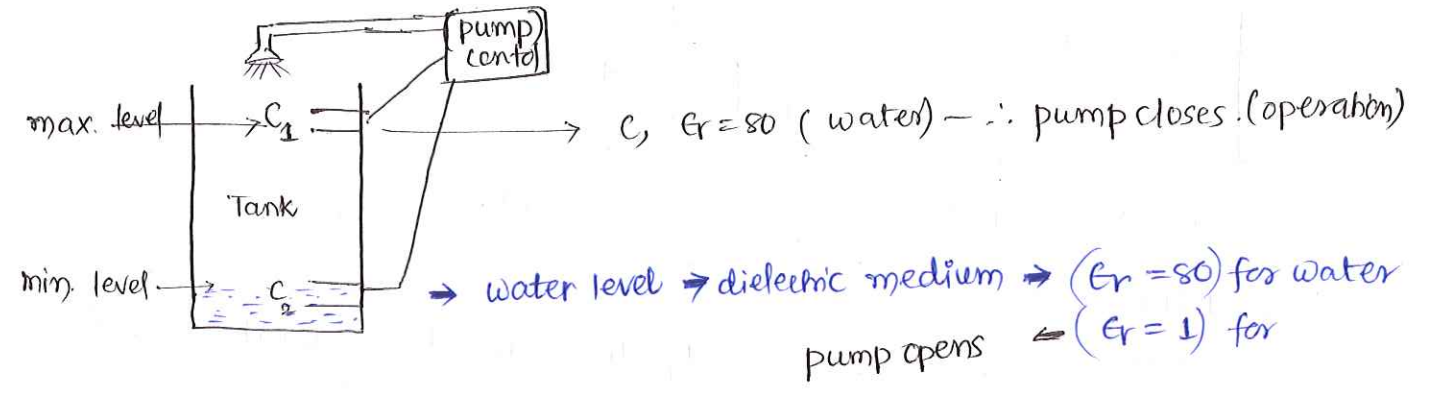 pump
contol
max. level
C1
C, Er = 80 (water) — ∴ pump closes. (operation)
Tank
min. level
C2
→ water level → dielectric medium → (Er = 80) for water
pump opens ← (Er = 1) for